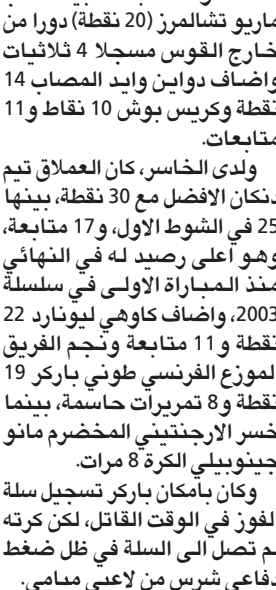 ماريو تشالمرز (20 نقطة) دورا من
خارج القوس مسجلا 4 ثلاثيات
واضاف دواين وايد المصاب 14
نقطة وكريس بوش 10 نقاط و11
متابعات.
ولدى الخاسر، كان العملاق تيم
دنكان الافضل مع 30 نقطة، بينها
25 في الشوط الاول، و17 متابعة،
وهو اعلى رصيد له في النهائي
منذ المباراة الاولى في سلسلة
2003، واضاف كاوهي ليونارد 22
نقطة و11 متابعة ونجم الفريق
الموزع الفرنسي طوني باركر 19
نقطة و8 تمريرات حاسمة، بينما
خسر الارجنتيني المخضرم مانو
جينوبيلي الكرة 8 مرات.
وكان بامكان باركر تسجيل سلة
الفوز في الوقت القاتل، لكن كرته
لم تصل الى السلة في ظل ضغط
دفاعي شرس من لاعبي ميامي.